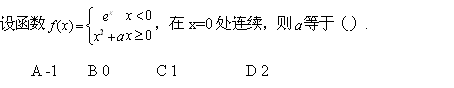 设函数 f(x)={ eˣ x<0
x²+a x≥0 ,在 x=0 处连续,则 a 等于（）.
A -1 B 0 C 1 D 2